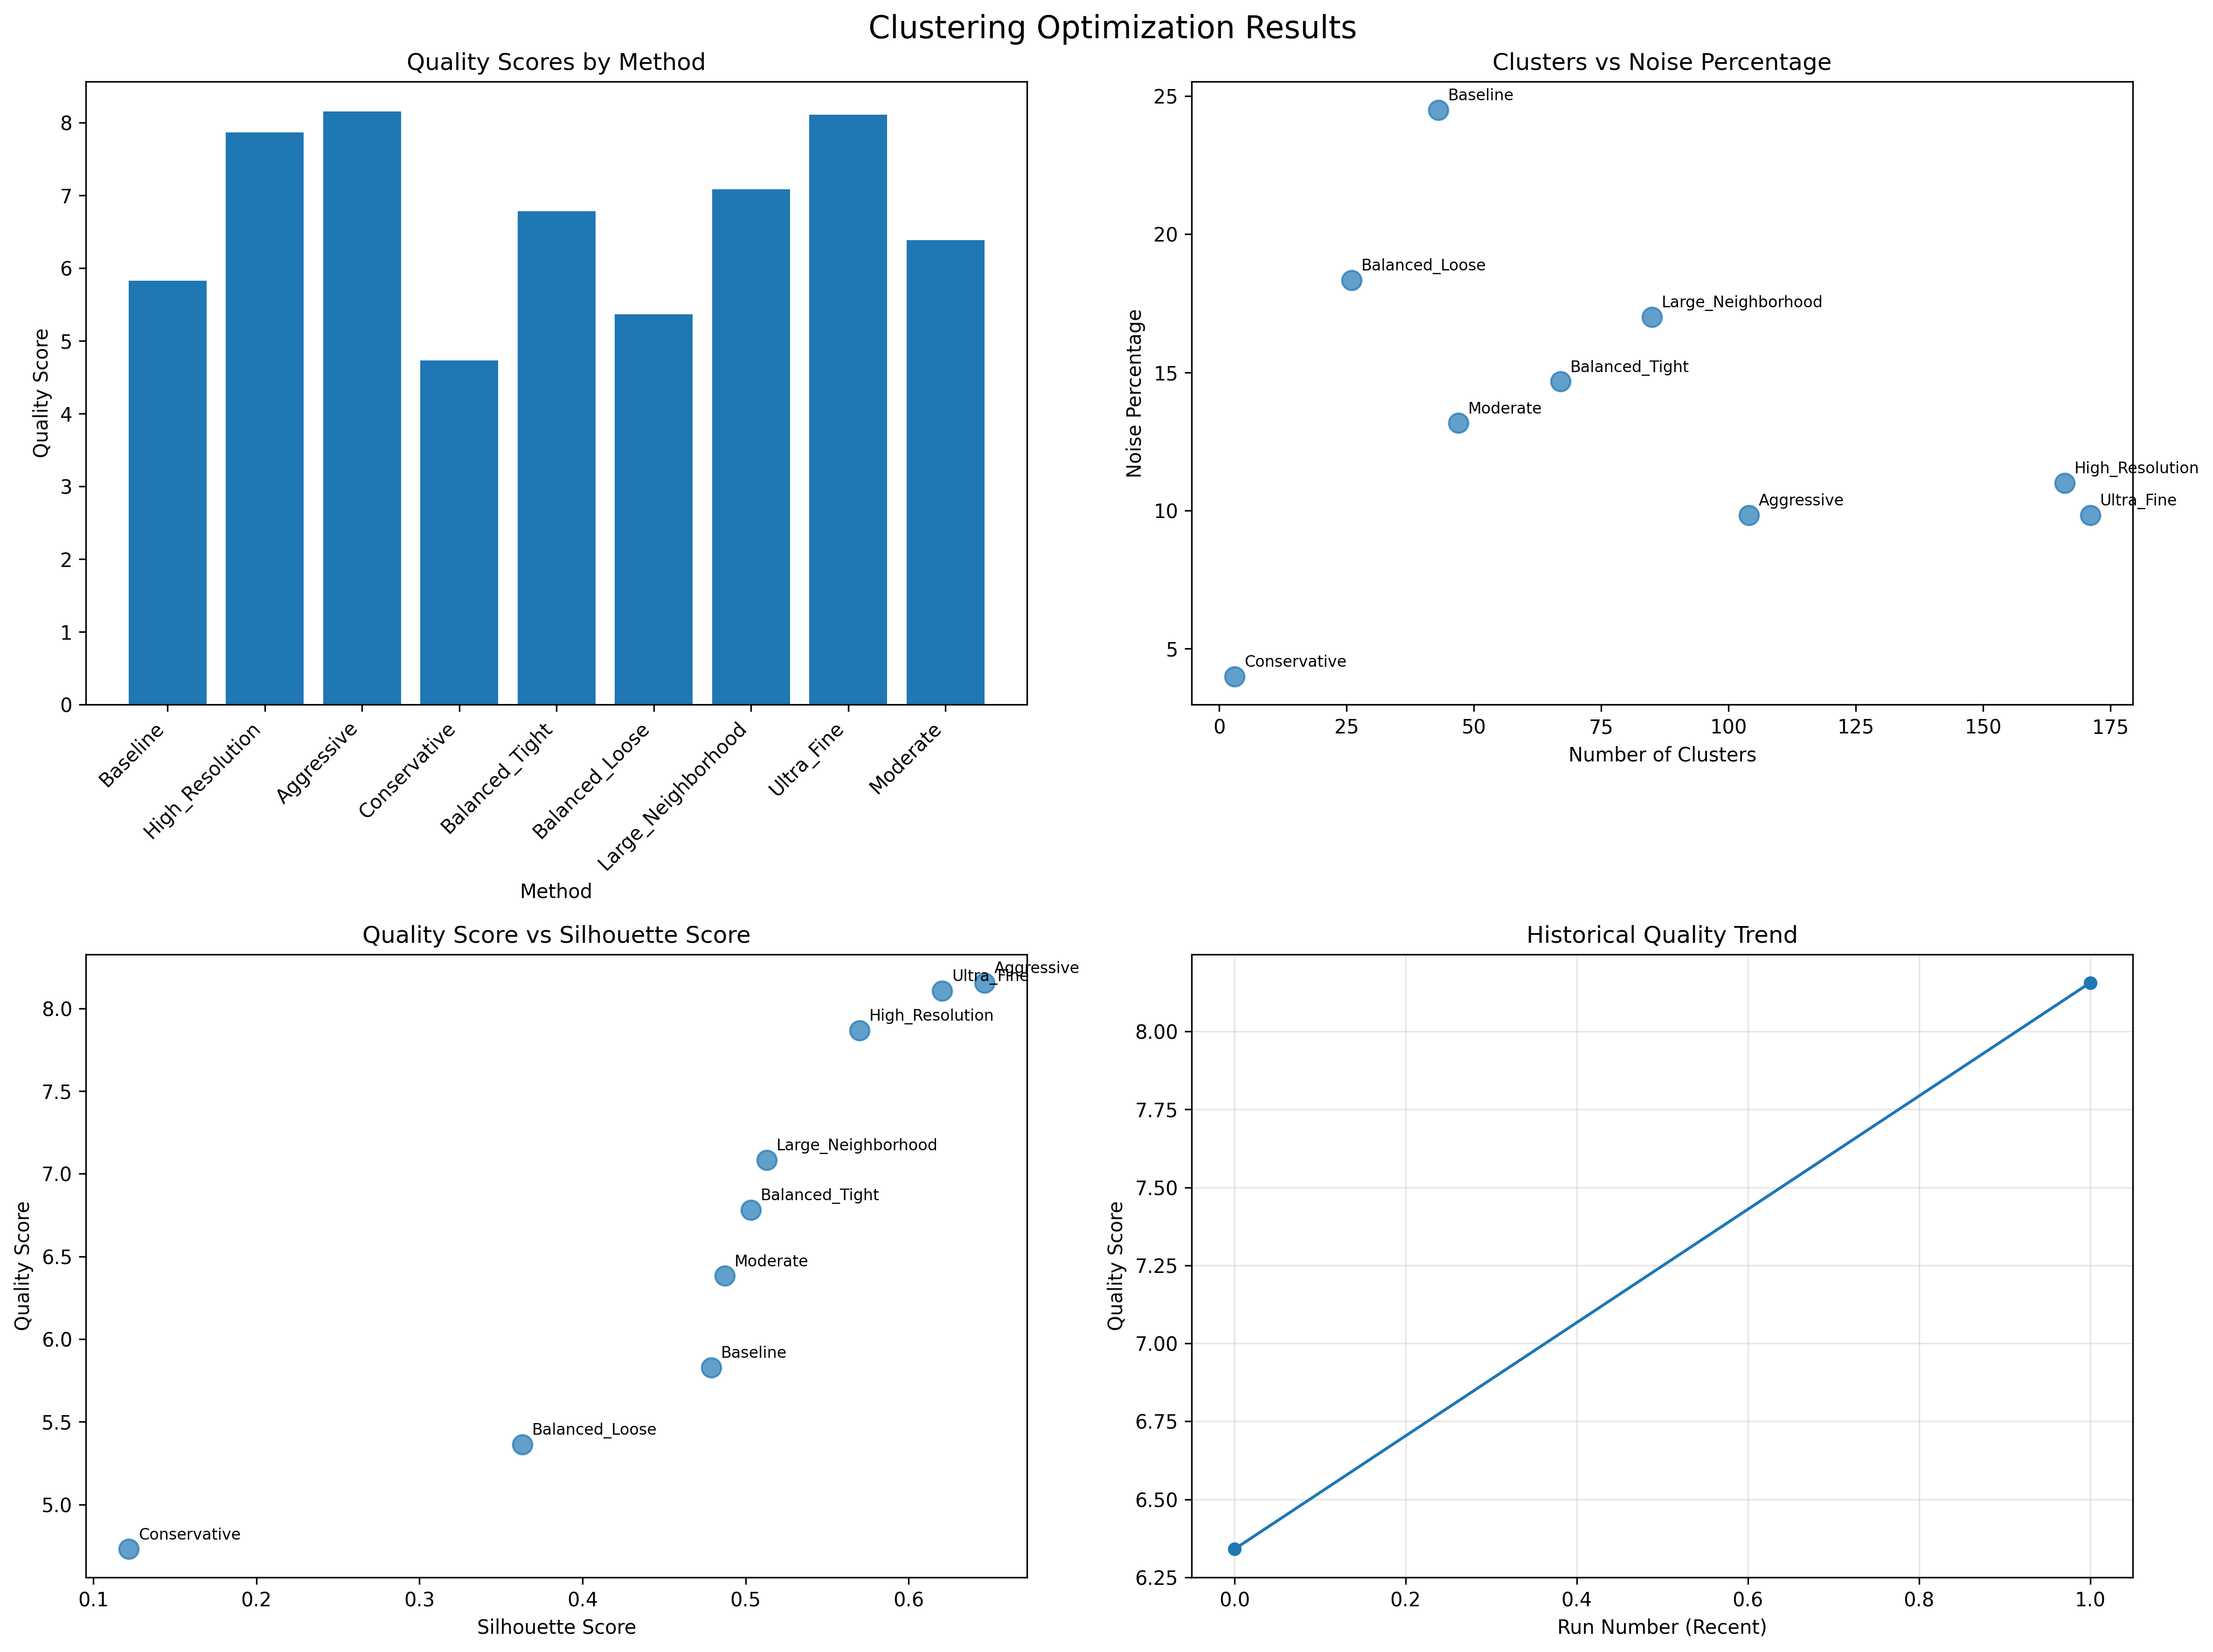 Clustering Optimization Results
Quality Scores by Method
Quality Score
8
7
6
5
4
3
2
1
0
Baseline
High_Resolution
Aggressive
Conservative
Balanced_Tight
Balanced_Loose
Large_Neighborhood
Ultra_Fine
Moderate
Method
Clusters vs Noise Percentage
Noise Percentage
25
20
15
10
5
Baseline
Balanced_Loose
Large_Neighborhood
Balanced_Tight
Moderate
High_Resolution
Ultra_Fine
Aggressive
Conservative
0 25 50 75 100 125 150 175
Number of Clusters
Quality Score vs Silhouette Score
Quality Score
8.0
7.5
7.0
6.5
6.0
5.5
5.0
Aggressive
Ultra_Fine
High_Resolution
Large_Neighborhood
Balanced_Tight
Moderate
Baseline
Balanced_Loose
Conservative
0.1 0.2 0.3 0.4 0.5 0.6
Silhouette Score
Historical Quality Trend
Quality Score
8.00
7.75
7.50
7.25
7.00
6.75
6.50
6.25
0.0 0.2 0.4 0.6 0.8 1.0
Run Number (Recent)